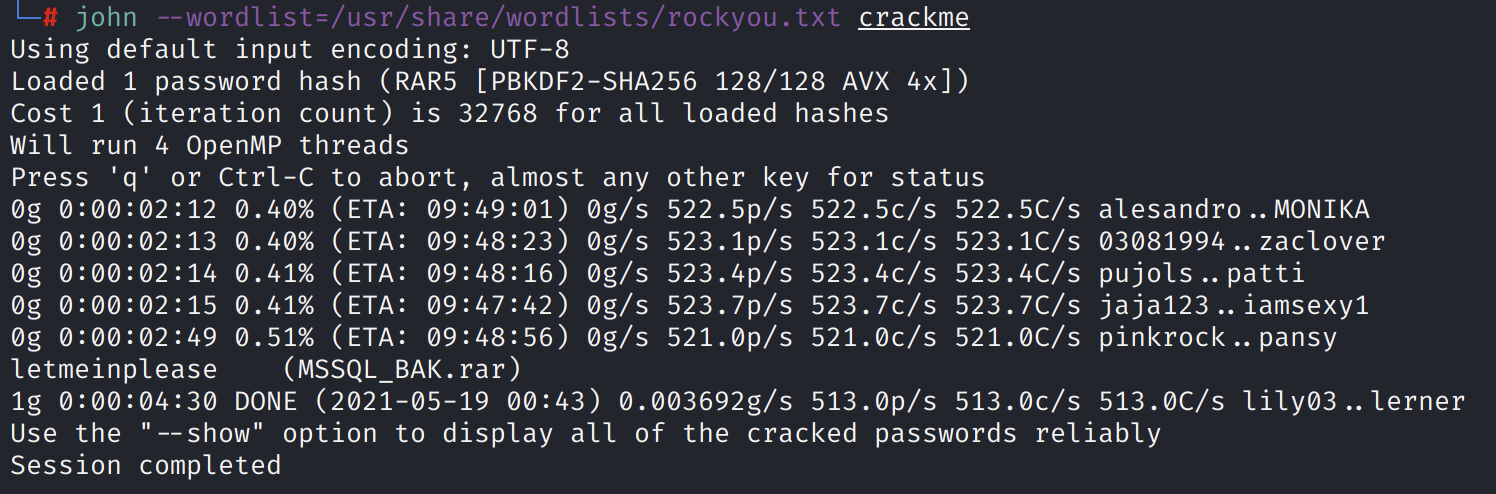 └─# john --wordlist=/usr/share/wordlists/rockyou.txt crackme
Using default input encoding: UTF-8
Loaded 1 password hash (RAR5 [PBKDF2-SHA256 128/128 AVX 4x])
Cost 1 (iteration count) is 32768 for all loaded hashes
Will run 4 OpenMP threads
Press 'q' or Ctrl-C to abort, almost any other key for status
0g 0:00:02:12 0.40% (ETA: 09:49:01) 0g/s 522.5p/s 522.5c/s 522.5C/s alesandro..MONIKA
0g 0:00:02:13 0.40% (ETA: 09:48:23) 0g/s 523.1p/s 523.1c/s 523.1C/s 03081994..zaclover
0g 0:00:02:14 0.41% (ETA: 09:48:16) 0g/s 523.4p/s 523.4c/s 523.4C/s pujols..patti
0g 0:00:02:15 0.41% (ETA: 09:47:42) 0g/s 523.7p/s 523.7c/s 523.7C/s jaja123..iamsexy1
0g 0:00:02:49 0.51% (ETA: 09:48:56) 0g/s 521.0p/s 521.0c/s 521.0C/s pinkrock..pansy
letmeinplease    (MSSQL_BAK.rar)
1g 0:00:04:30 DONE (2021-05-19 00:43) 0.003692g/s 513.0p/s 513.0c/s 513.0C/s lily03..lerner
Use the "--show" option to display all of the cracked passwords reliably
Session completed